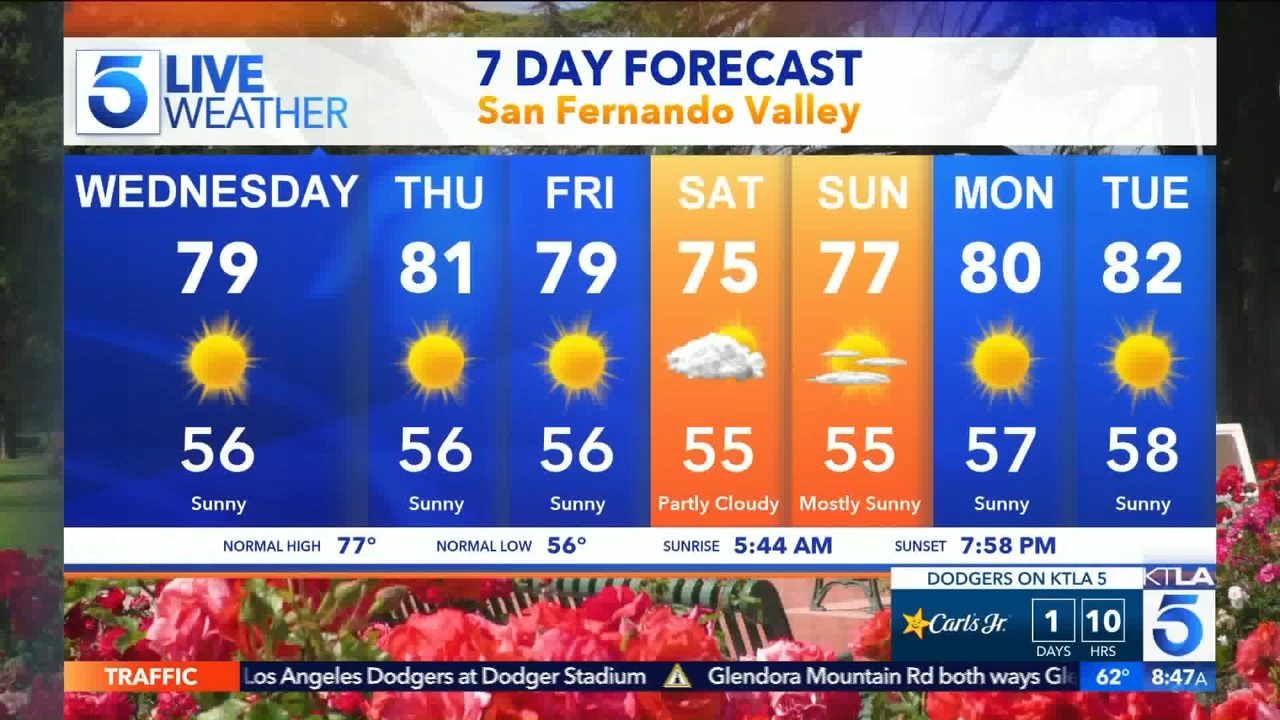 5 LIVE
WEATHER
7 DAY FORECAST
San Fernando Valley
WEDNESDAY THU FRI SAT SUN MON TUE
79 81 79 75 77 80 82
56 56 56 55 55 57 58
Sunny Sunny Sunny Partly Cloudy Mostly Sunny Sunny Sunny
NORMAL HIGH 77° NORMAL LOW 56° SUNRISE 5:44 AM SUNSET 7:58 PM
DODGERS ON KTLA 5
Carl's Jr. 1 10
DAYS HRS
KTLA
5
TRAFFIC Los Angeles Dodgers at Dodger Stadium Glendora Mountain Rd both ways Gl 62° 8:47A